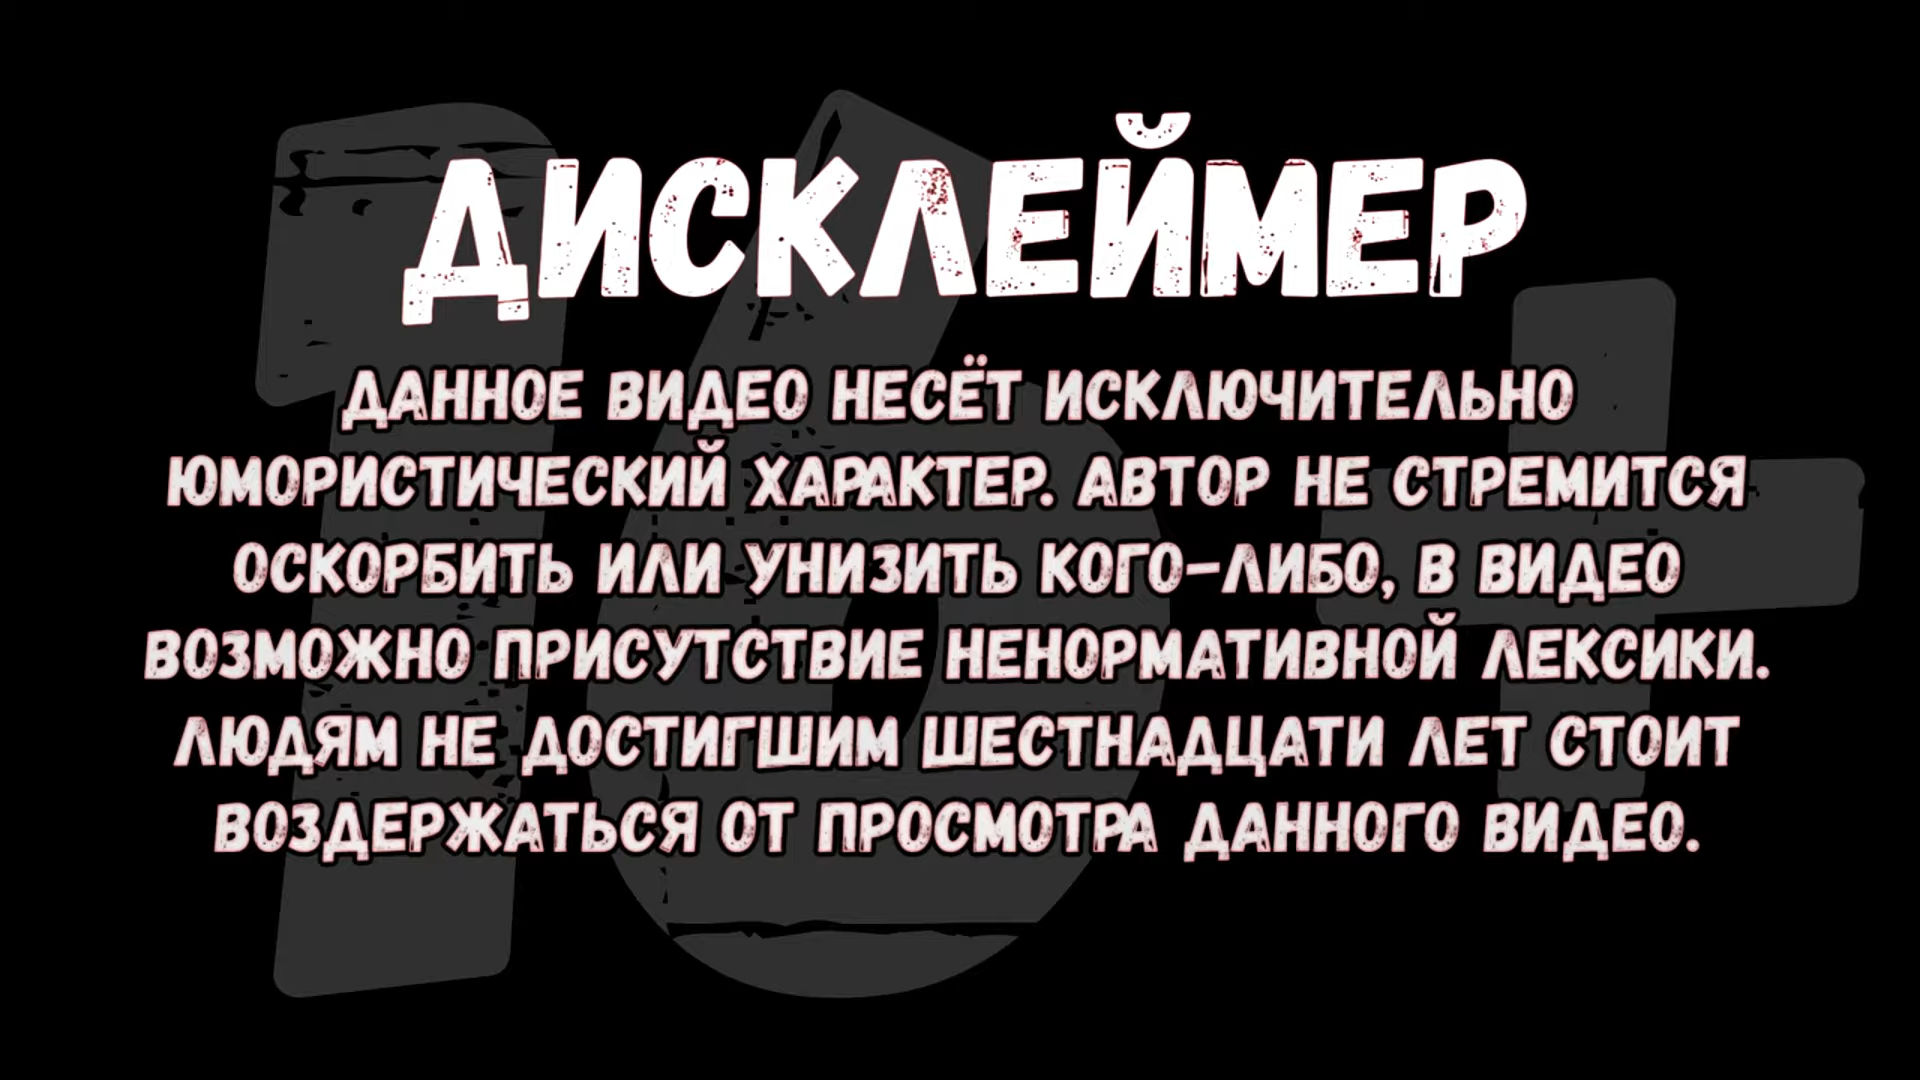 ДИСКЛЕЙМЕР
ДАННОЕ ВИДЕО НЕСЁТ ИСКЛЮЧИТЕЛЬНО
ЮМОРИСТИЧЕСКИЙ ХАРАКТЕР. АВТОР НЕ СТРЕМИТСЯ
ОСКОРБИТЬ ИЛИ УНИЗИТЬ КОГО-ЛИБО, В ВИДЕО
ВОЗМОЖНО ПРИСУТСТВИЕ НЕНОРМАТИВНОЙ ЛЕКСИКИ.
ЛЮДЯМ НЕ ДОСТИГШИМ ШЕСТНАДЦАТИ ЛЕТ СТОИТ
ВОЗДЕРЖАТЬСЯ ОТ ПРОСМОТРА ДАННОГО ВИДЕО.
16+